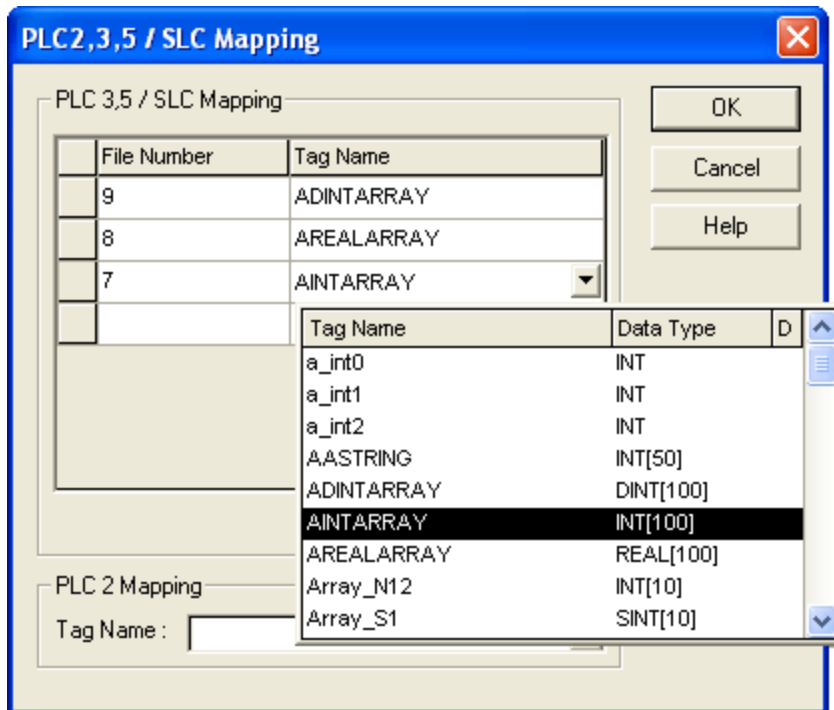 PLC2,3,5 / SLC Mapping
PLC 3,5 / SLC Mapping
File Number Tag Name
9 ADINTARRAY
8 AREALARRAY
7 AINTARRAY
OK
Cancel
Help
Tag Name Data Type D
a_int0 INT
a_int1 INT
a_int2 INT
AASTRING INT[50]
ADINTARRAY DINT[100]
AINTARRAY INT[100]
AREALARRAY REAL[100]
Array_N12 INT[10]
Array_S1 SINT[10]
PLC 2 Mapping
Tag Name :